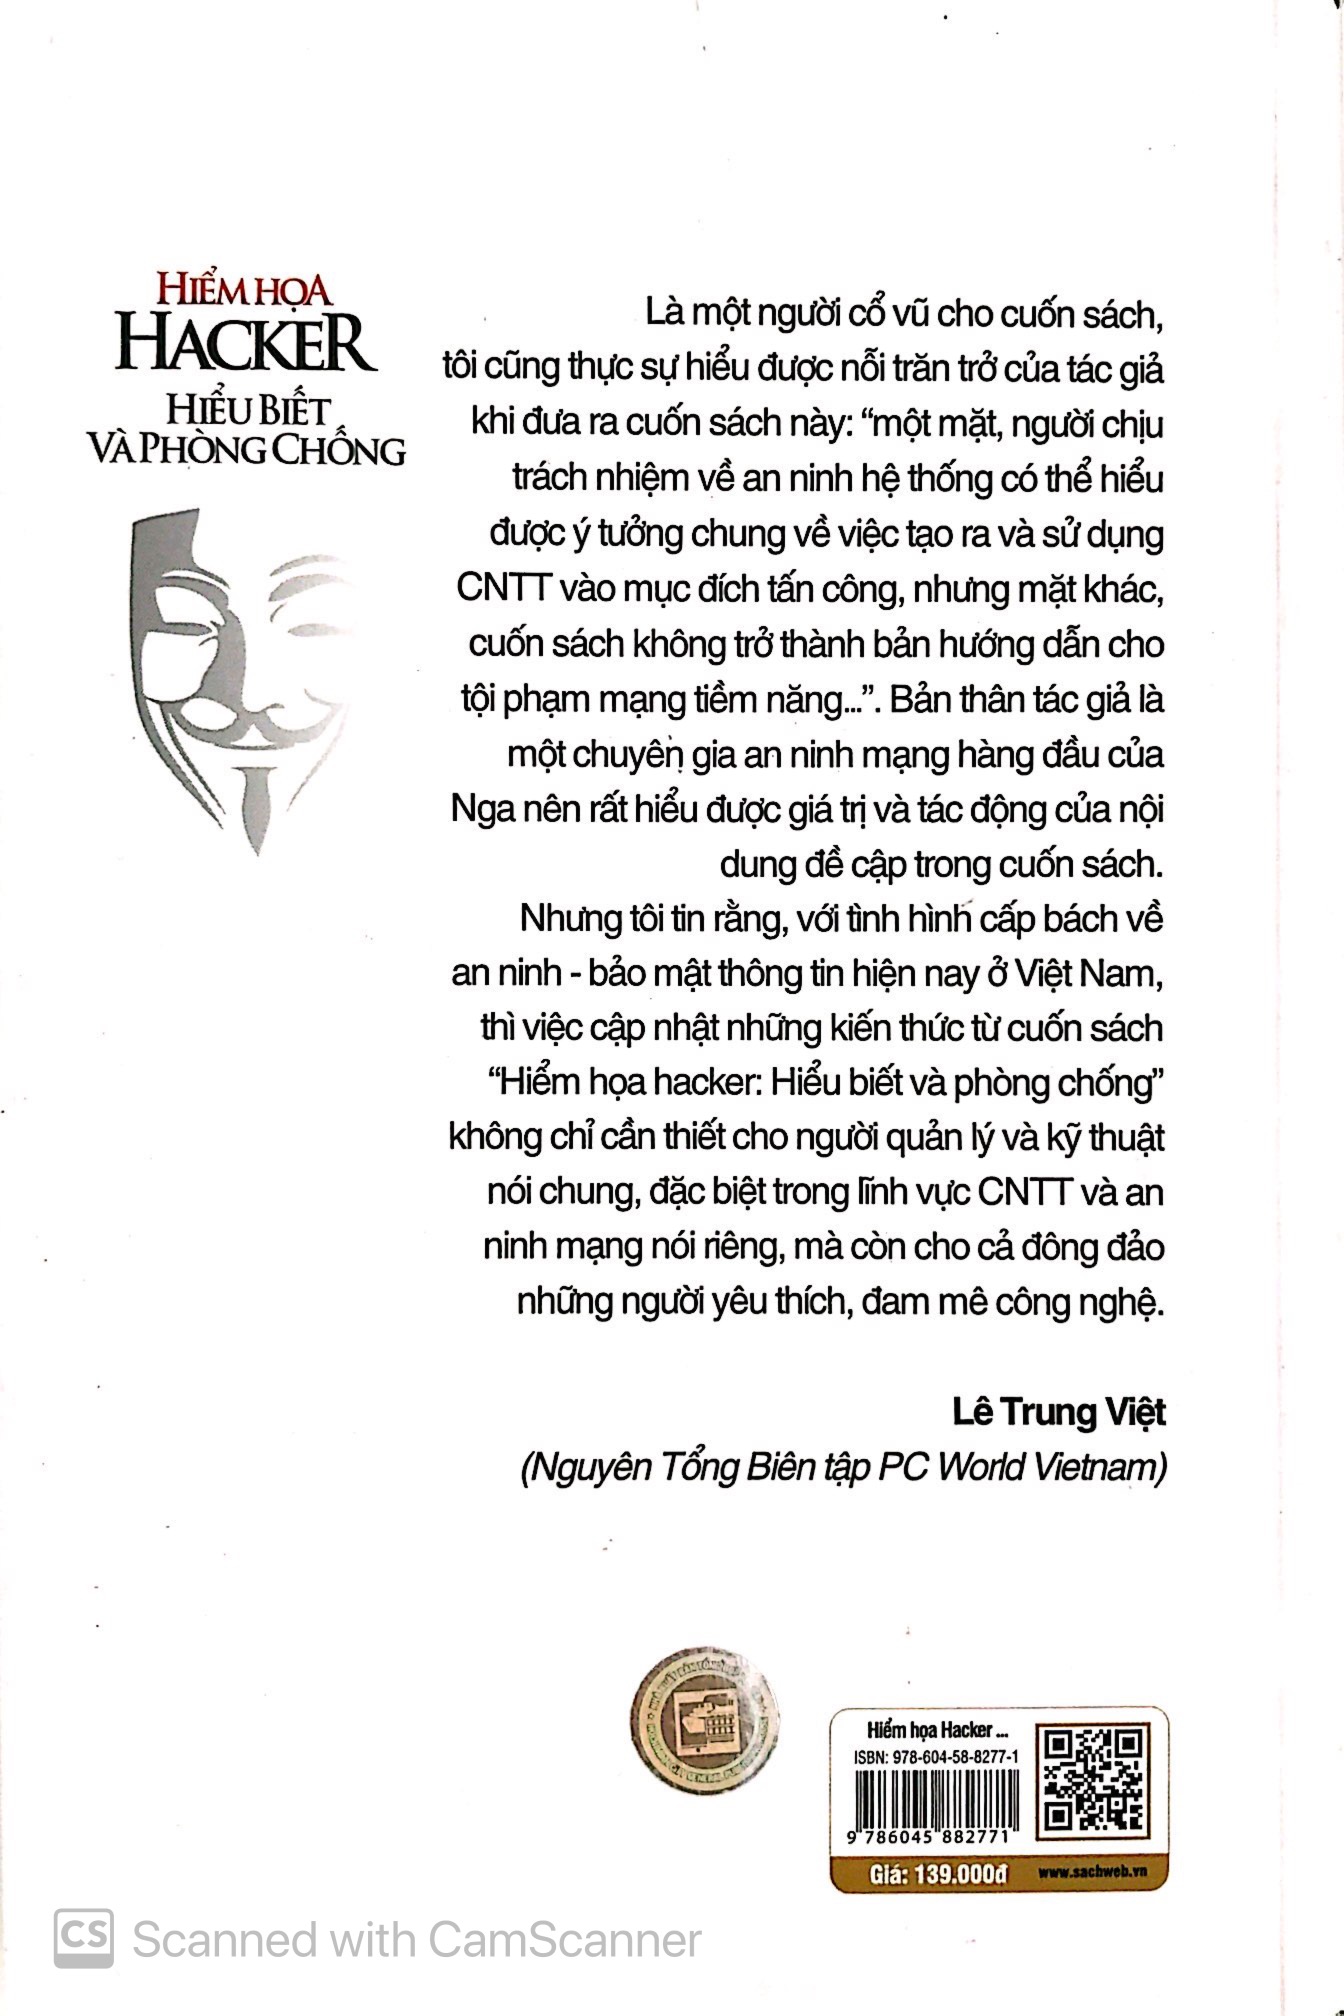 HIỂM HỌA
HACKER
HIỂU BIẾT
VÀ PHÒNG CHỐNG
Là một người cổ vũ cho cuốn sách,
tôi cũng thực sự hiểu được nỗi trăn trở của tác giả
khi đưa ra cuốn sách này: “một mặt, người chịu
trách nhiệm về an ninh hệ thống có thể hiểu
được ý tưởng chung về việc tạo ra và sử dụng
CNTT vào mục đích tấn công, nhưng mặt khác,
cuốn sách không trở thành bản hướng dẫn cho
tội phạm mạng tiềm năng...”. Bản thân tác giả là
một chuyên gia an ninh mạng hàng đầu của
Nga nên rất hiểu được giá trị và tác động của nội
dung đề cập trong cuốn sách.
Nhưng tôi tin rằng, với tình hình cấp bách về
an ninh - bảo mật thông tin hiện nay ở Việt Nam,
thì việc cập nhật những kiến thức từ cuốn sách
“Hiểm họa hacker: Hiểu biết và phòng chống”
không chỉ cần thiết cho người quản lý và kỹ thuật
nói chung, đặc biệt trong lĩnh vực CNTT và an
ninh mạng nói riêng, mà còn cho cả đông đảo
những người yêu thích, đam mê công nghệ.
Lê Trung Việt
(Nguyên Tổng Biên tập PC World Vietnam)
Hiểm họa Hacker ...
ISBN: 978-604-58-8277-1
9 786045 882771
Giá: 139.000đ
www.sachweb.vn
CS Scanned with CamScanner